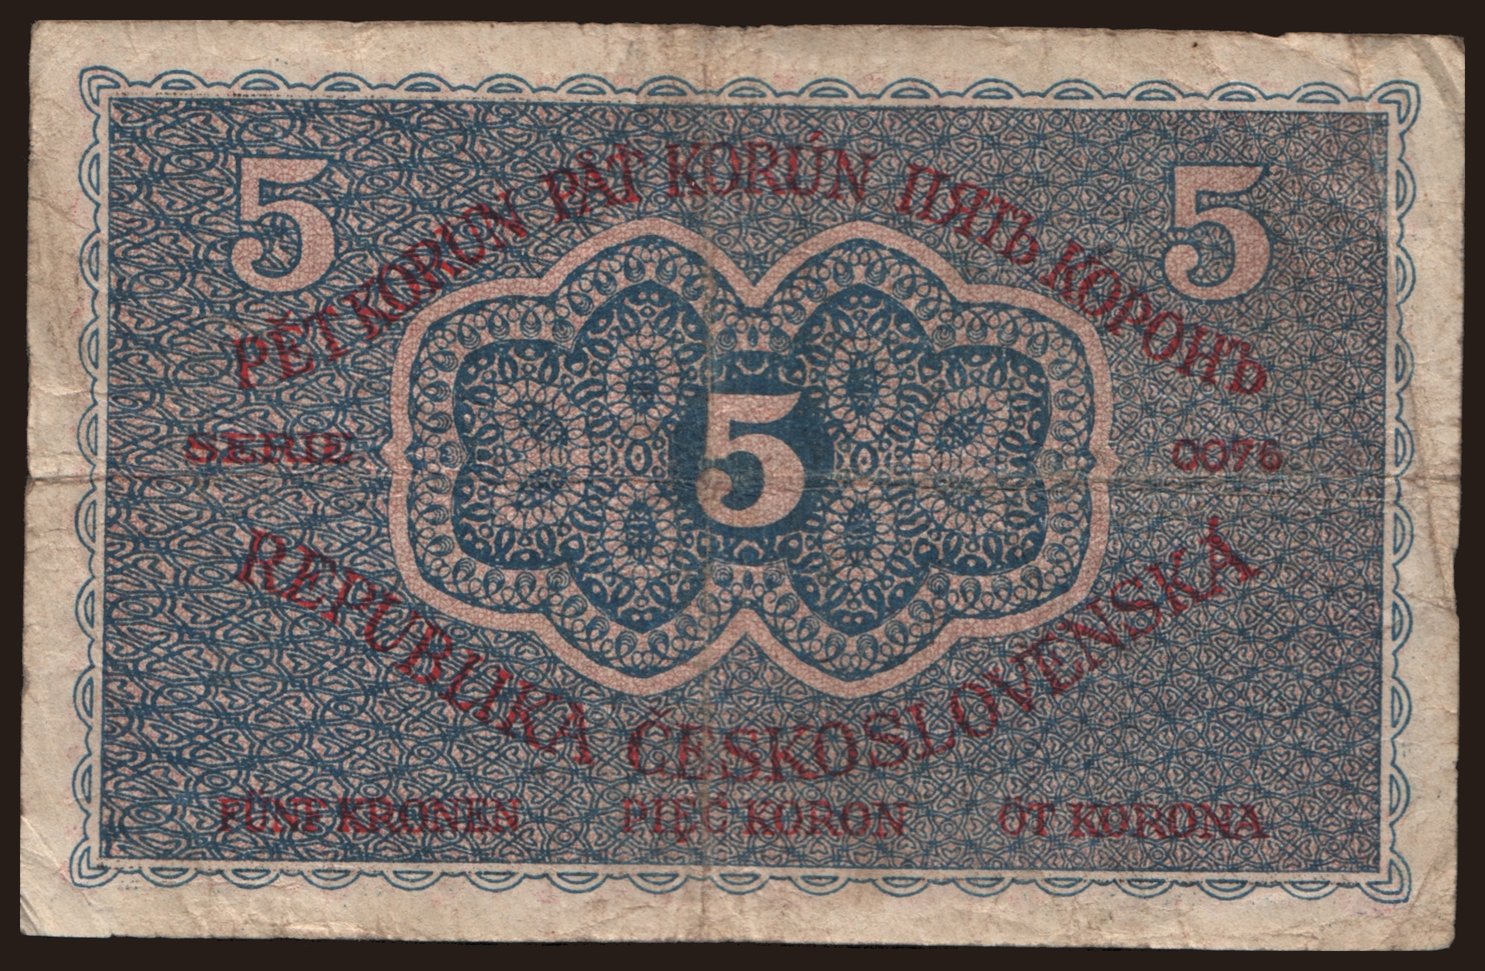 5 5
PĚT KORUN PÄŤ KORÚN ПЯТЬ КОРОНЪ
5
SERIE 0076
REPUBLIKA ČESKOSLOVENSKÁ
FÜNF KRONEN PIĘĆ KORON ÖT KORONA